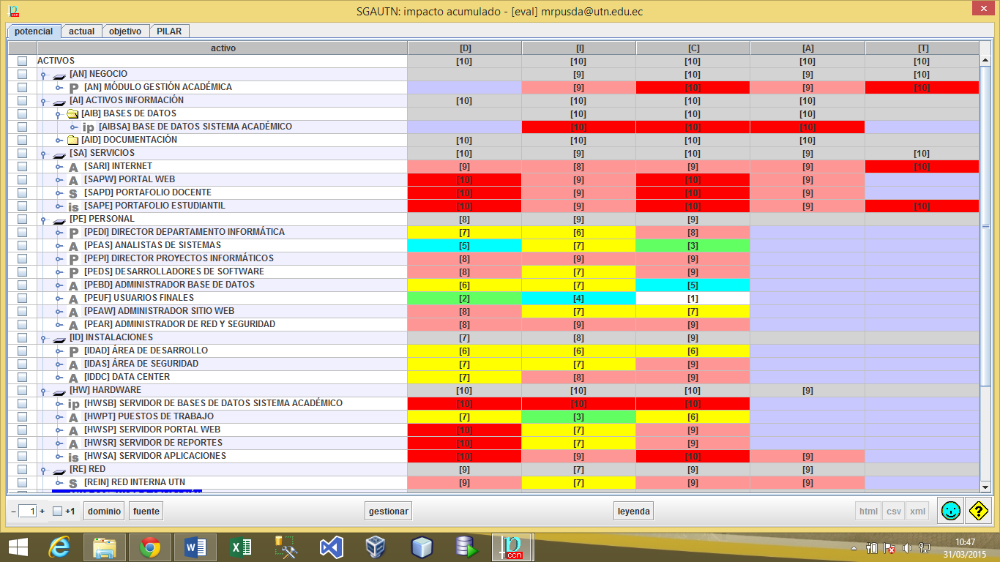 SGAUTN: impacto acumulado - [eval] mrpusda@utn.edu.ec
potencial actual objetivo PILAR
activo [D] [I] [C] [A] [T]
ACTIVOS [10] [10] [10] [10] [10]
[AN] NEGOCIO [9] [10] [9] [10]
P [AN] MÓDULO GESTIÓN ACADÉMICA [9] [10] [9] [10]
[AI] ACTIVOS INFORMACIÓN [10] [10] [10] [10]
[AIB] BASES DE DATOS [10] [10] [10]
ip [AIBSA] BASE DE DATOS SISTEMA ACADÉMICO [10] [10] [10]
[AID] DOCUMENTACIÓN [10] [10] [10] [10]
[SA] SERVICIOS [10] [9] [10] [9] [10]
A [SARI] INTERNET [9] [8] [9] [9] [10]
A [SAPW] PORTAL WEB [10] [9] [10] [9]
S [SAPD] PORTAFOLIO DOCENTE [10] [9] [10] [9]
is [SAPE] PORTAFOLIO ESTUDIANTIL [10] [9] [10] [9] [10]
[PE] PERSONAL [8] [9] [9]
P [PEDI] DIRECTOR DEPARTAMENTO INFORMÁTICA [7] [6] [8]
A [PEAS] ANALISTAS DE SISTEMAS [5] [7] [3]
P [PEPI] DIRECTOR PROYECTOS INFORMÁTICOS [8] [9] [9]
P [PEDS] DESARROLLADORES DE SOFTWARE [8] [7] [9]
A [PEBD] ADMINISTRADOR BASE DE DATOS [6] [7] [5]
A [PEUF] USUARIOS FINALES [2] [4] [1]
A [PEAW] ADMINISTRADOR SITIO WEB [8] [7] [7]
A [PEAR] ADMINISTRADOR DE RED Y SEGURIDAD [8] [9] [9]
[ID] INSTALACIONES [7] [8] [9]
P [IDAD] ÁREA DE DESARROLLO [6] [6] [6]
A [IDAS] ÁREA DE SEGURIDAD [7] [7] [9]
A [IDDC] DATA CENTER [7] [8] [9]
[HW] HARDWARE [10] [10] [10] [9]
ip [HWSB] SERVIDOR DE BASES DE DATOS SISTEMA ACADÉMICO [10] [10] [10]
A [HWPT] PUESTOS DE TRABAJO [7] [3] [6]
A [HWSP] SERVIDOR PORTAL WEB [10] [7] [9]
A [HWSR] SERVIDOR DE REPORTES [10] [7] [9]
is [HWSA] SERVIDOR APLICACIONES [10] [9] [10] [9]
[RE] RED [9] [7] [9] [9]
S [REIN] RED INTERNA UTN [9] [7] [9] [9]
– 1 + +1 dominio fuente gestionar leyenda html csv xml
10:47
31/03/2015